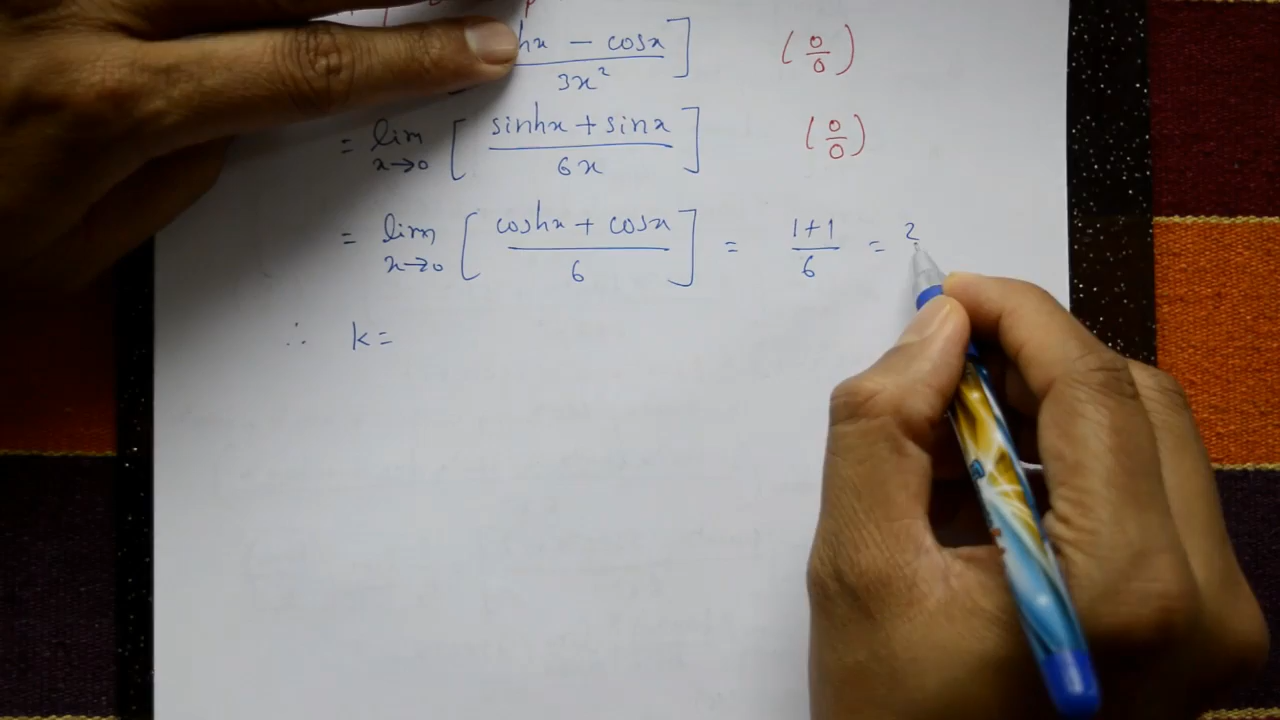 hx - cosx / 3x² ] (0/0)
= lim x→0 [ sinhx + sinx / 6x ] (0/0)
= lim x→0 [ coshx + cosx / 6 ] = 1+1 / 6 = 2
∴ k =